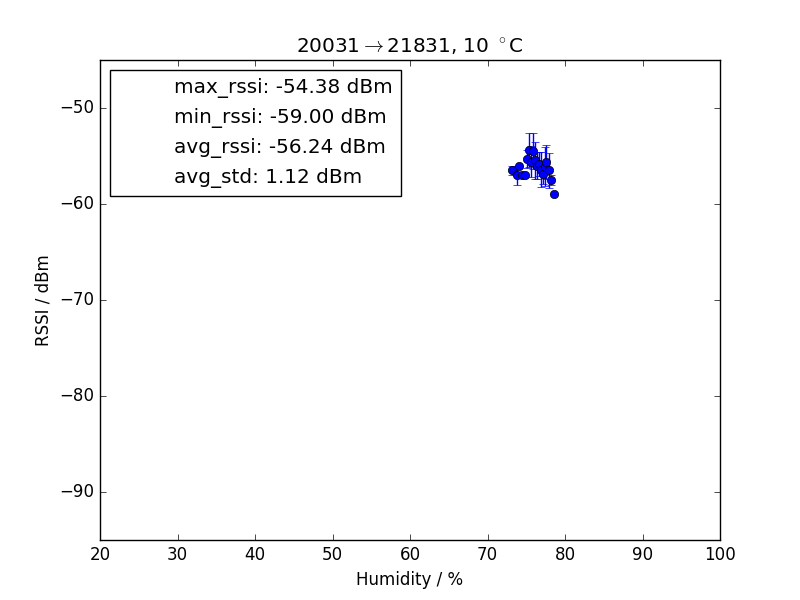 20031→21831, 10 °C
max_rssi: -54.38 dBm
min_rssi: -59.00 dBm
avg_rssi: -56.24 dBm
avg_std: 1.12 dBm
RSSI / dBm
−50
−60
−70
−80
−90
20 30 40 50 60 70 80 90 100
Humidity / %